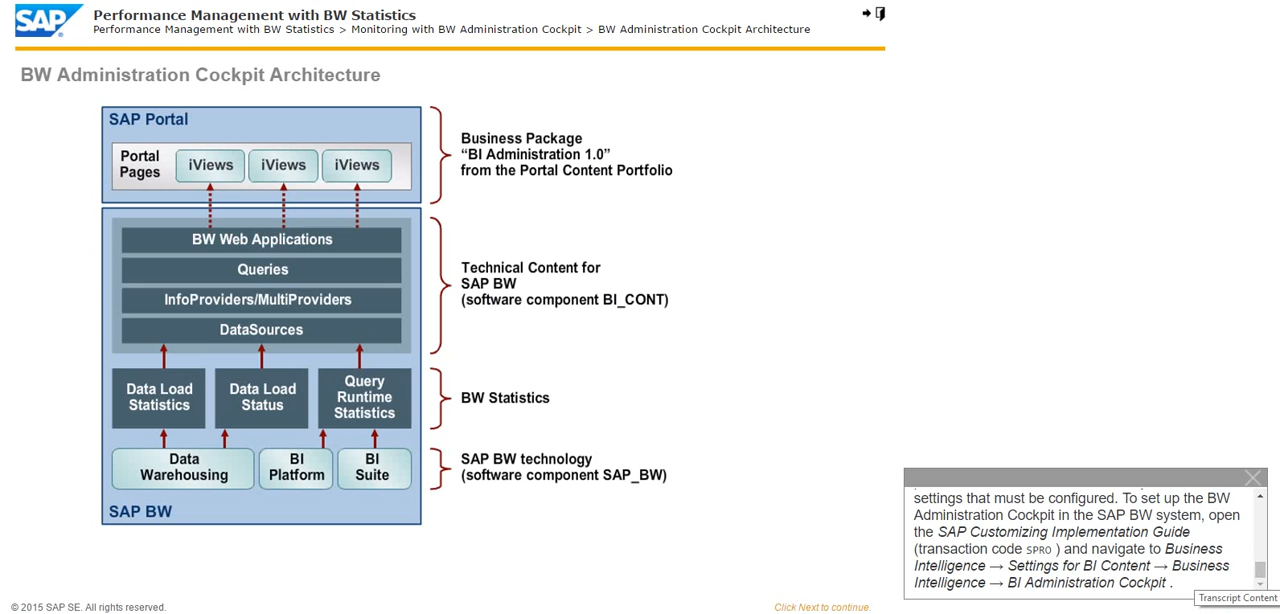 SAP
Performance Management with BW Statistics
Performance Management with BW Statistics > Monitoring with BW Administration Cockpit > BW Administration Cockpit Architecture
BW Administration Cockpit Architecture
SAP Portal
Portal
Pages
iViews
iViews
iViews
Business Package
“BI Administration 1.0”
from the Portal Content Portfolio
BW Web Applications
Queries
InfoProviders/MultiProviders
DataSources
Technical Content for
SAP BW
(software component BI_CONT)
Data Load
Statistics
Data Load
Status
Query
Runtime
Statistics
BW Statistics
Data
Warehousing
BI
Platform
BI
Suite
SAP BW technology
(software component SAP_BW)
SAP BW
settings that must be configured. To set up the BW
Administration Cockpit in the SAP BW system, open
the SAP Customizing Implementation Guide
(transaction code SPRO ) and navigate to Business
Intelligence → Settings for BI Content → Business
Intelligence → BI Administration Cockpit .
Transcript Content
© 2015 SAP SE. All rights reserved.
Click Next to continue.